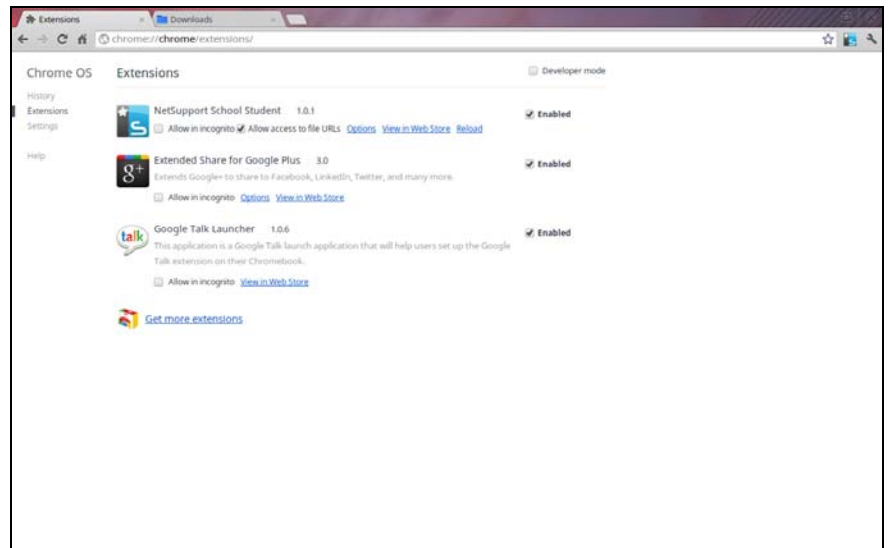 Extensions
Downloads
chrome://chrome/extensions/
Chrome OS
History
Extensions
Settings
Help
Extensions
Developer mode
NetSupport School Student 1.0.1
Enabled
Allow in incognito Allow access to file URLs Options View in Web Store Reload
S
Extended Share for Google Plus 3.0
Enabled
Extends Google+ to share to Facebook, LinkedIn, Twitter, and many more.
g+
Allow in incognito Options View in Web Store
Google Talk Launcher 1.0.6
Enabled
talk
This application is a Google Talk launch application that will help users set up the Google
Talk extension on their Chromebook.
Allow in incognito View in Web Store
Get more extensions